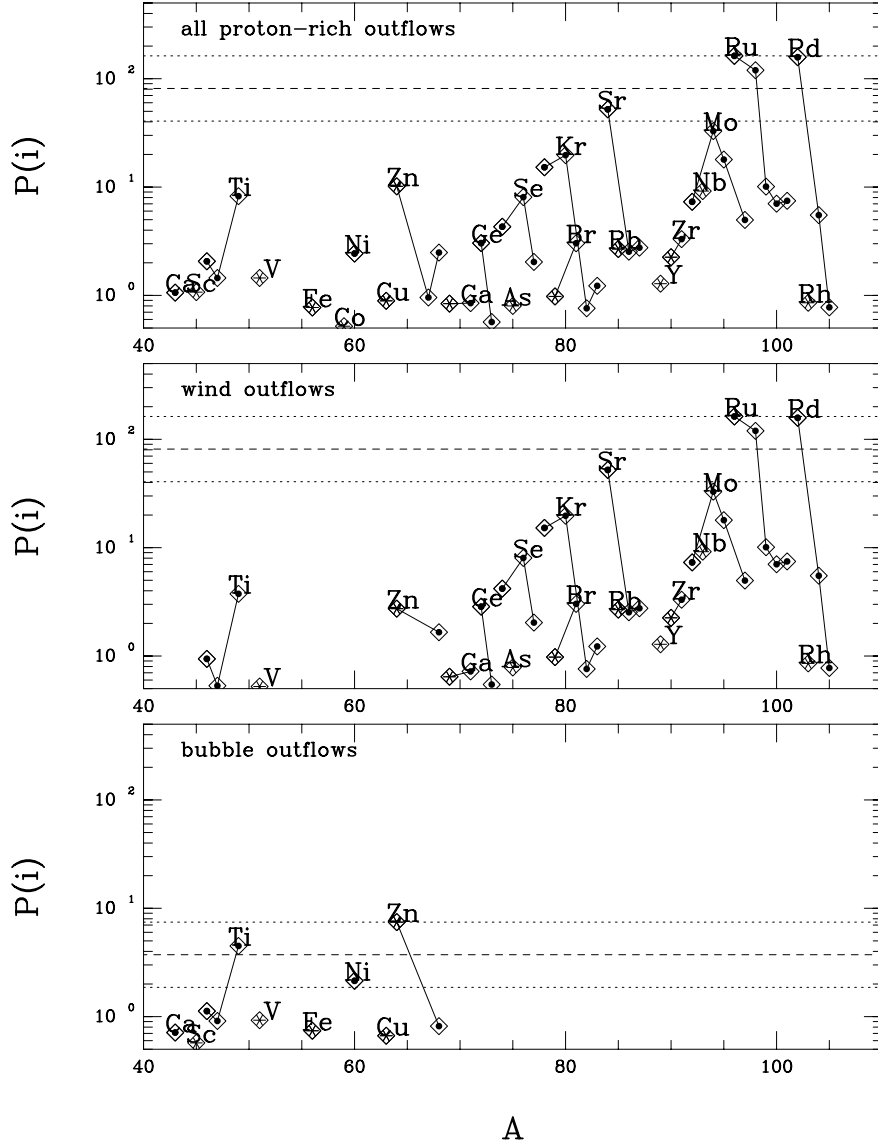 all proton-rich outflows
P(i)
10 2
10 1
10 0
Ca
Sc
Ti
V
Fe
Co
Ni
Cu
Zn
Ga
Ge
As
Se
Br
Kr
Rb
Sr
Y
Zr
Nb
Mo
Ru
Rh
Pd
40 60 80 100
wind outflows
P(i)
10 2
10 1
10 0
Ti
V
Zn
Ga
Ge
As
Se
Br
Kr
Rb
Sr
Y
Zr
Nb
Mo
Ru
Rh
Pd
40 60 80 100
bubble outflows
P(i)
10 2
10 1
10 0
Ca
Sc
Ti
V
Fe
Ni
Cu
Zn
40 60 80 100
A